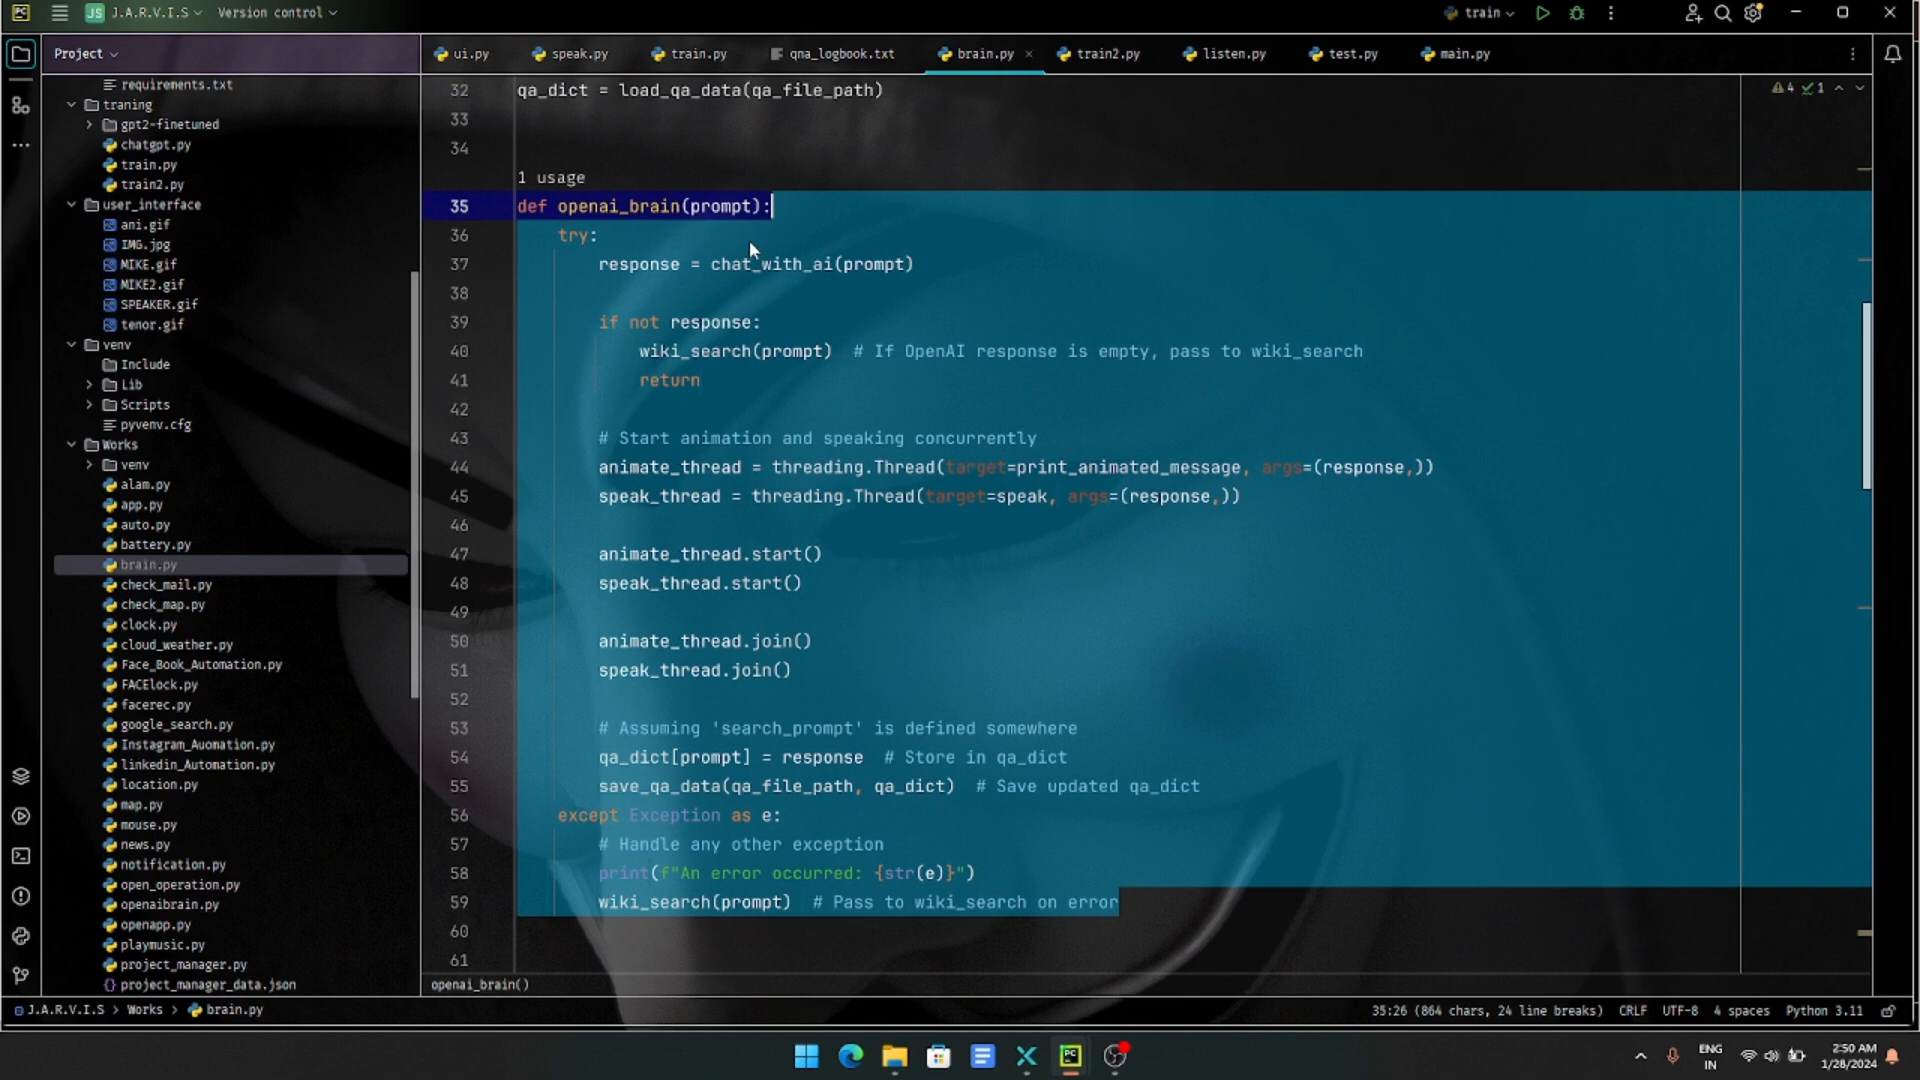 PC JS J.A.R.V.I.S Version control train
Project
ui.py speak.py train.py qna_logbook.txt brain.py train2.py listen.py test.py main.py
requirements.txt
traning
gpt2-finetuned
chatgpt.py
train.py
train2.py
user_interface
ani.gif
IMG.jpg
MIKE.gif
MIKE2.gif
SPEAKER.gif
tenor.gif
venv
Include
Lib
Scripts
pyvenv.cfg
Works
venv
alam.py
app.py
auto.py
battery.py
brain.py
check_mail.py
check_map.py
clock.py
cloud_weather.py
Face_Book_Automation.py
FACElock.py
facerec.py
google_search.py
Instagram_Auomation.py
linkedin_Automation.py
location.py
map.py
mouse.py
news.py
notification.py
open_operation.py
openaibrain.py
openapp.py
playmusic.py
project_manager.py
project_manager_data.json
4 1
32 qa_dict = load_qa_data(qa_file_path)
33
34
1 usage
35 def openai_brain(prompt):
36 try:
37 response = chat_with_ai(prompt)
38
39 if not response:
40 wiki_search(prompt) # If OpenAI response is empty, pass to wiki_search
41 return
42
43 # Start animation and speaking concurrently
44 animate_thread = threading.Thread(target=print_animated_message, args=(response,))
45 speak_thread = threading.Thread(target=speak, args=(response,))
46
47 animate_thread.start()
48 speak_thread.start()
49
50 animate_thread.join()
51 speak_thread.join()
52
53 # Assuming 'search_prompt' is defined somewhere
54 qa_dict[prompt] = response # Store in qa_dict
55 save_qa_data(qa_file_path, qa_dict) # Save updated qa_dict
56 except Exception as e:
57 # Handle any other exception
58 print(f"An error occurred: {str(e)}")
59 wiki_search(prompt) # Pass to wiki_search on error
60
61
openai_brain()
J.A.R.V.I.S > Works > brain.py 35:26 (864 chars, 24 line breaks) CRLF UTF-8 4 spaces Python 3.11
PC
ENG
IN
2:50 AM
1/28/2024